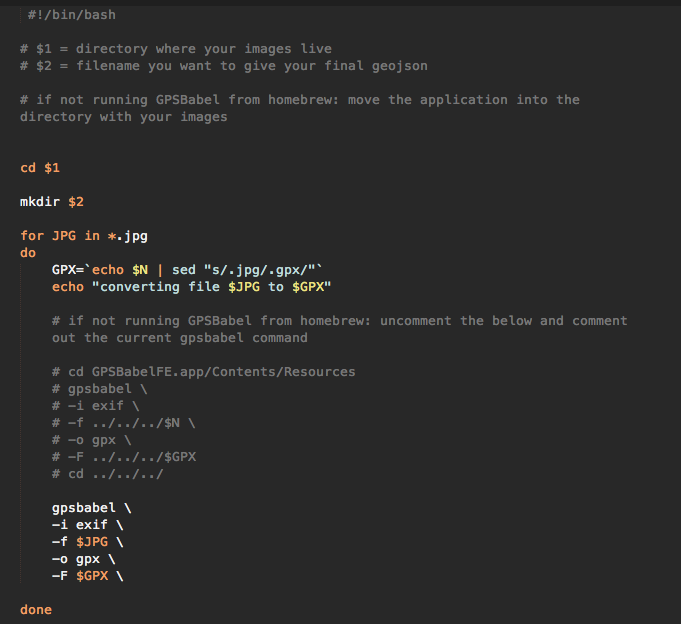 #!/bin/bash
# $1 = directory where your images live
# $2 = filename you want to give your final geojson
# if not running GPSBabel from homebrew: move the application into the
directory with your images
cd $1
mkdir $2
for JPG in *.jpg
do
GPX=`echo $N | sed "s/.jpg/.gpx/"`
echo "converting file $JPG to $GPX"
# if not running GPSBabel from homebrew: uncomment the below and comment
out the current gpsbabel command
# cd GPSBabelFE.app/Contents/Resources
# gpsbabel \
# -i exif \
# -f ../../../$N \
# -o gpx \
# -F ../../../$GPX
# cd ../../../
gpsbabel \
-i exif \
-f $JPG \
-o gpx \
-F $GPX \
done